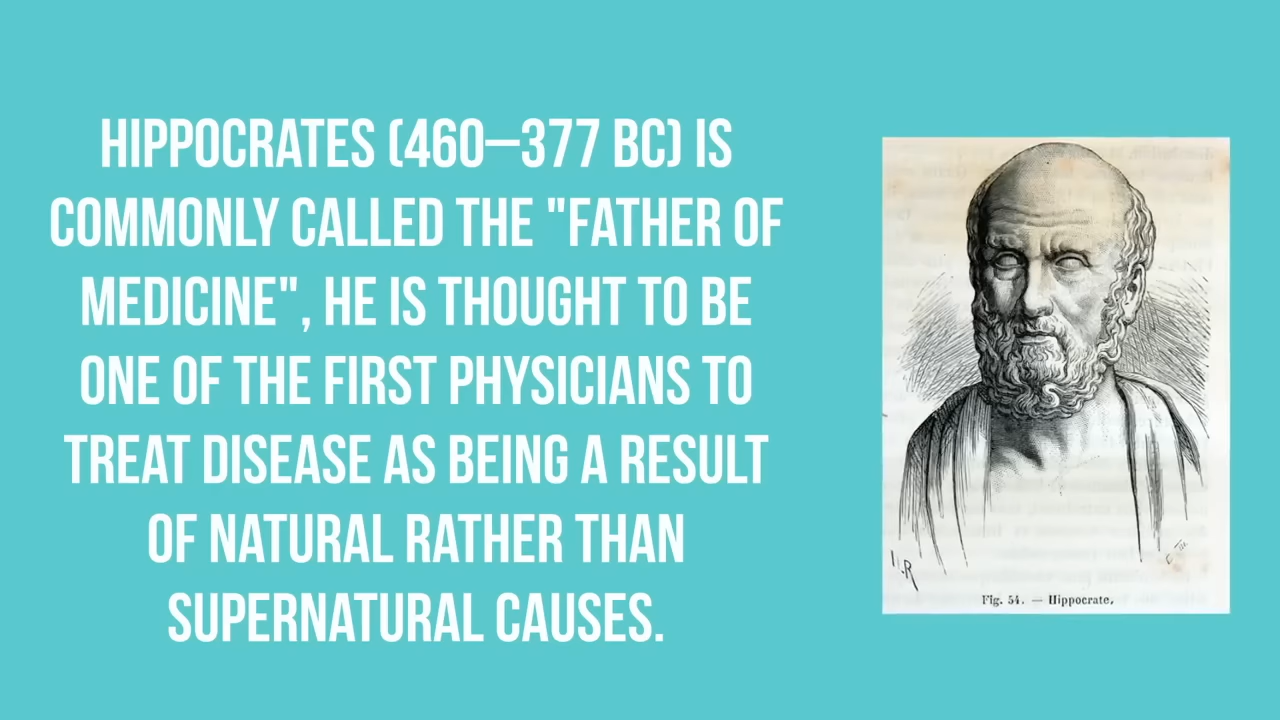 HIPPOCRATES (460–377 BC) IS
COMMONLY CALLED THE "FATHER OF
MEDICINE", HE IS THOUGHT TO BE
ONE OF THE FIRST PHYSICIANS TO
TREAT DISEASE AS BEING A RESULT
OF NATURAL RATHER THAN
SUPERNATURAL CAUSES.
Fig. 54. — Hippocrate.